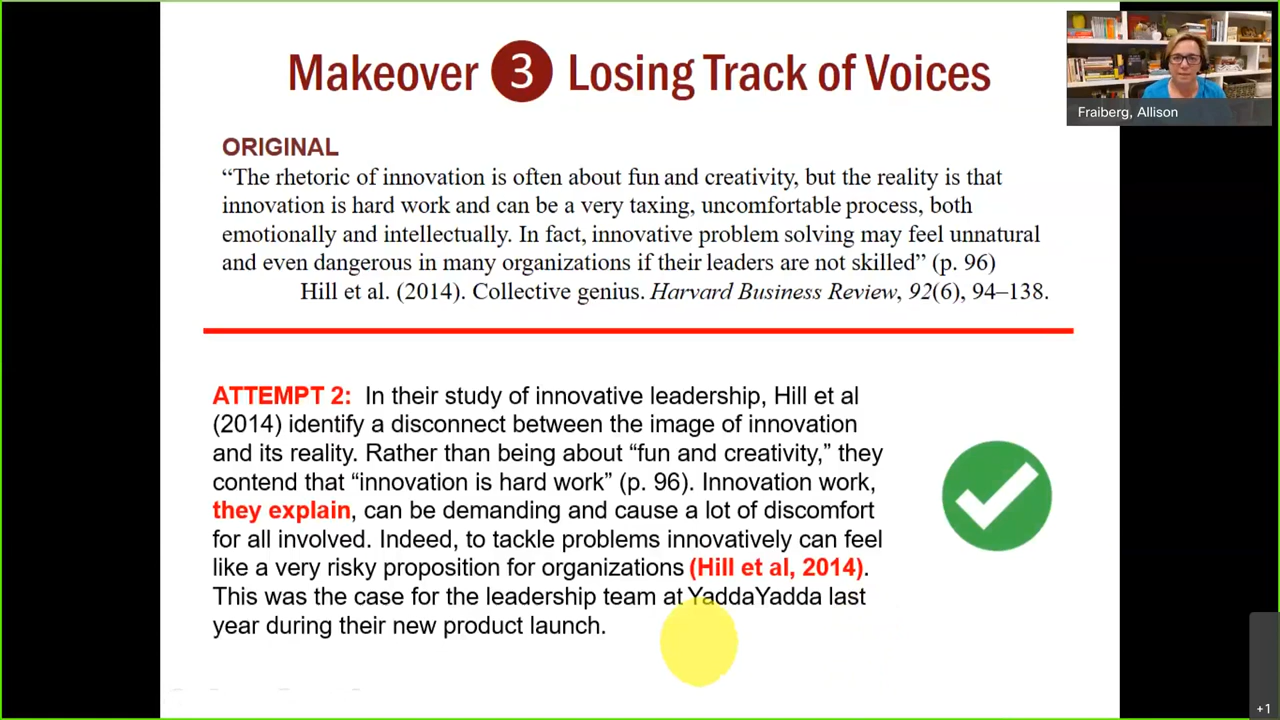 Makeover 3 Losing Track of Voices
Fraiberg, Allison
ORIGINAL
“The rhetoric of innovation is often about fun and creativity, but the reality is that
innovation is hard work and can be a very taxing, uncomfortable process, both
emotionally and intellectually. In fact, innovative problem solving may feel unnatural
and even dangerous in many organizations if their leaders are not skilled” (p. 96)
Hill et al. (2014). Collective genius. Harvard Business Review, 92(6), 94–138.
ATTEMPT 2: In their study of innovative leadership, Hill et al
(2014) identify a disconnect between the image of innovation
and its reality. Rather than being about “fun and creativity,” they
contend that “innovation is hard work” (p. 96). Innovation work,
they explain, can be demanding and cause a lot of discomfort
for all involved. Indeed, to tackle problems innovatively can feel
like a very risky proposition for organizations (Hill et al, 2014).
This was the case for the leadership team at YaddaYadda last
year during their new product launch.
+1